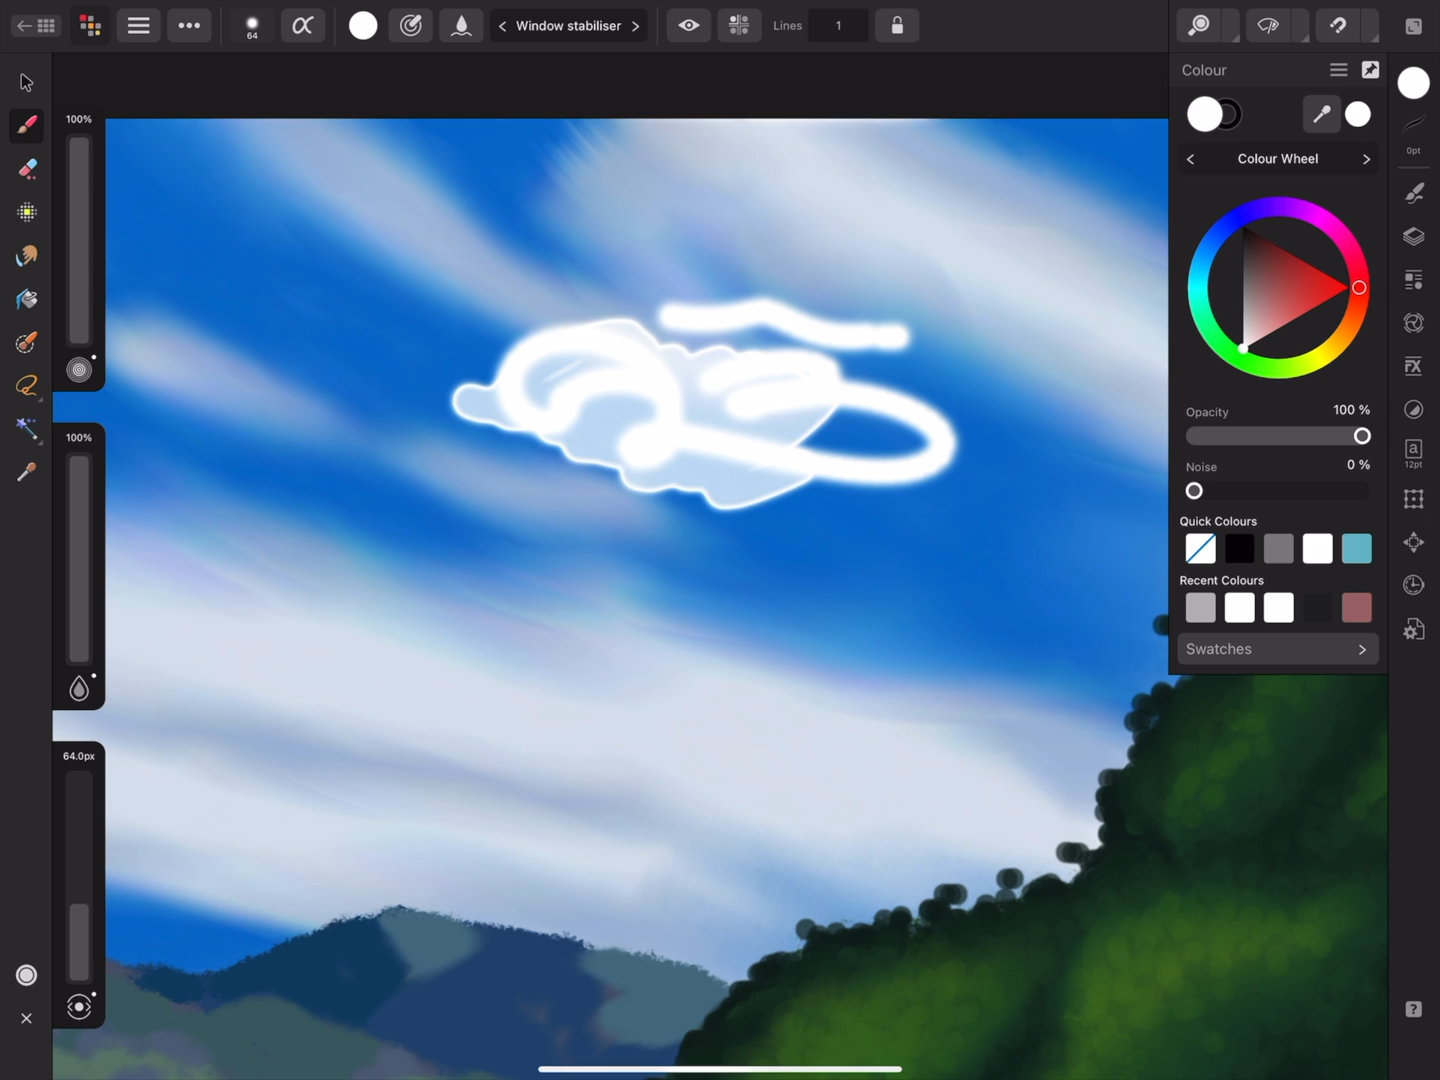 64
α
Window stabiliser
Lines 1
Colour
100%
Colour Wheel
0pt
Opacity 100 %
FX
100%
a
12pt
Noise 0 %
Quick Colours
Recent Colours
Swatches
64.0px
?